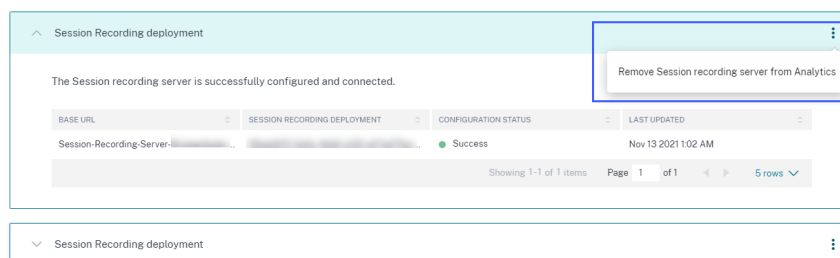 Session Recording deployment
Remove Session recording server from Analytics
The Session recording server is successfully configured and connected.
BASE URL SESSION RECORDING DEPLOYMENT CONFIGURATION STATUS LAST UPDATED
Session-Recording-Server- .. ... Success Nov 13 2021 1:02 AM
Showing 1-1 of 1 items Page 1 of 1 5 rows
Session Recording deployment